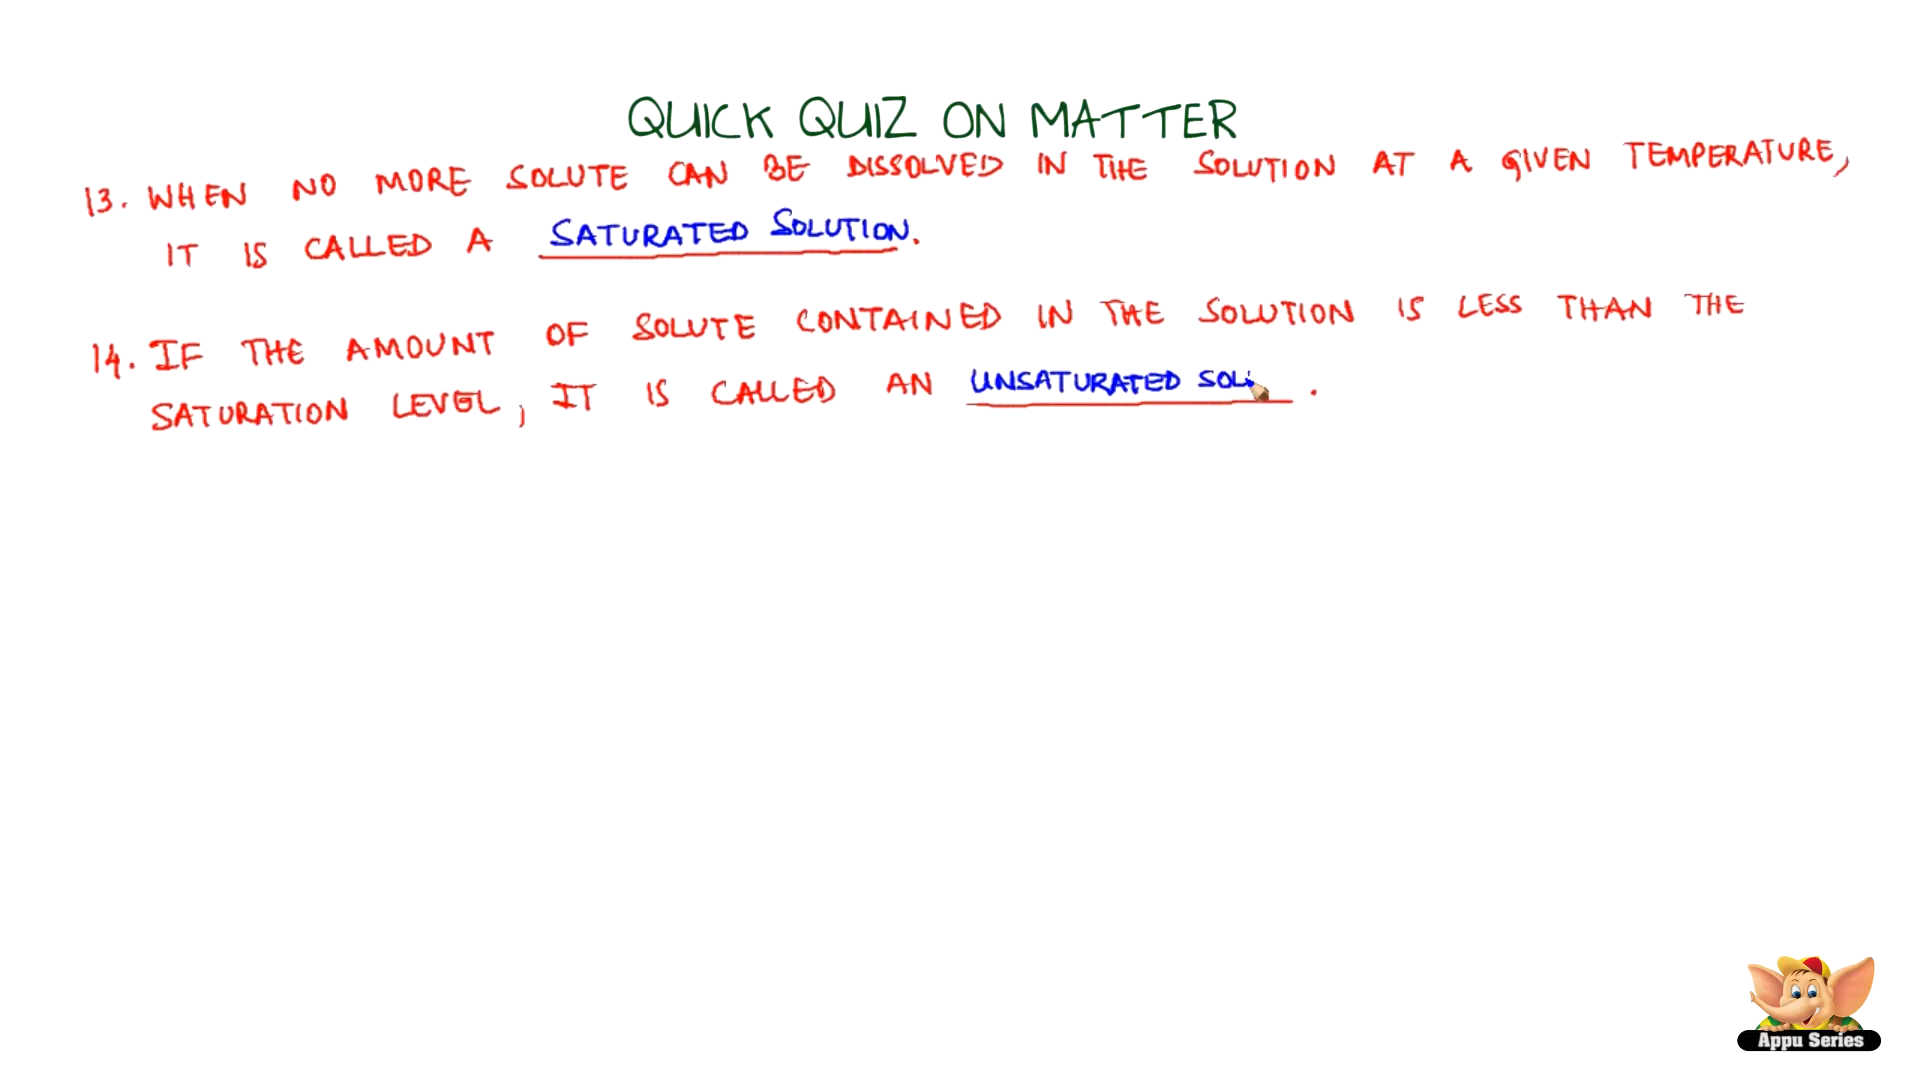 QUICK QUIZ ON MATTER
13. WHEN NO MORE SOLUTE CAN BE DISSOLVED IN THE SOLUTION AT A GIVEN TEMPERATURE,
IT IS CALLED A SATURATED SOLUTION.
14. IF THE AMOUNT OF SOLUTE CONTAINED IN THE SOLUTION IS LESS THAN THE
SATURATION LEVEL, IT IS CALLED AN UNSATURATED SOL .
Appu Series